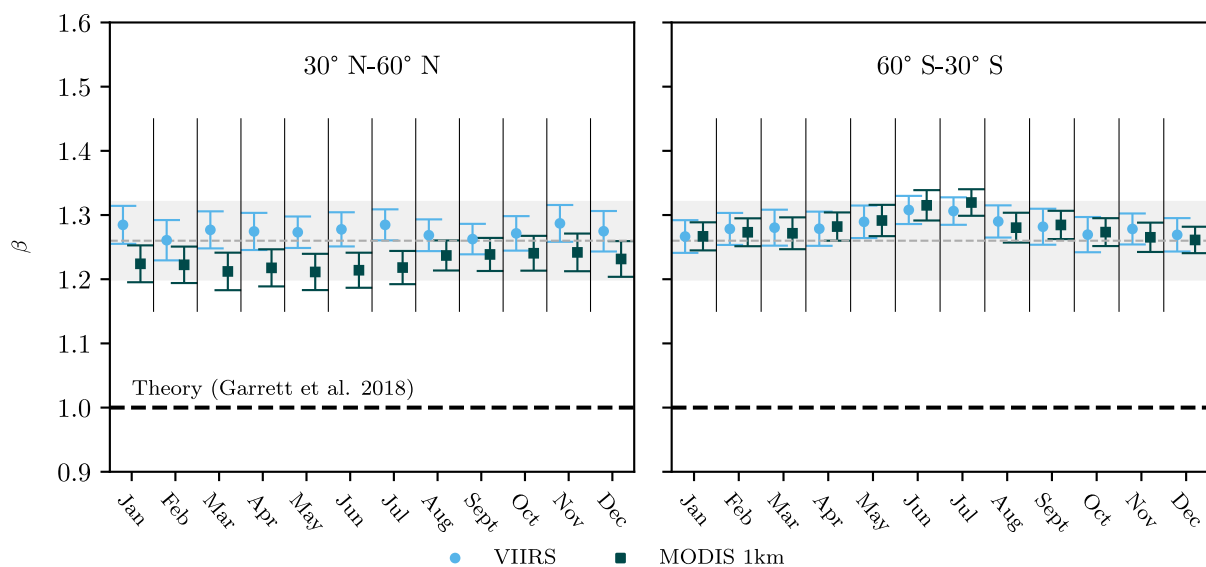 30° N-60° N
60° S-30° S
β
1.6
1.5
1.4
1.3
1.2
1.1
1.0
0.9
Theory (Garrett et al. 2018)
Jan Feb Mar Apr May Jun Jul Aug Sept Oct Nov Dec
Jan Feb Mar Apr May Jun Jul Aug Sept Oct Nov Dec
VIIRS MODIS 1km